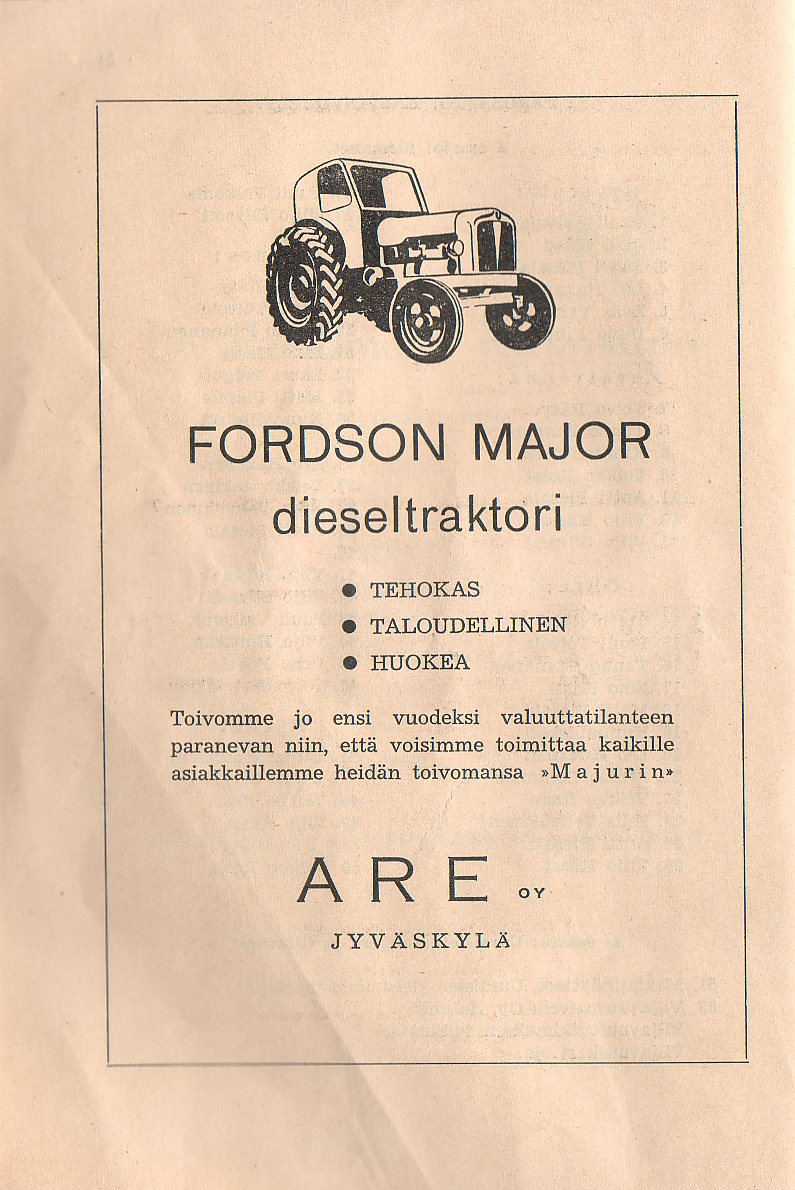 FORDSON MAJOR
dieseltraktori
● TEHOKAS
● TALOUDELLINEN
● HUOKEA
Toivomme jo ensi vuodeksi valuuttatilanteen
paranevan niin, että voisimme toimittaa kaikille
asiakkaillemme heidän toivomansa »Majurin»
ARE OY
JYVÄSKYLÄ